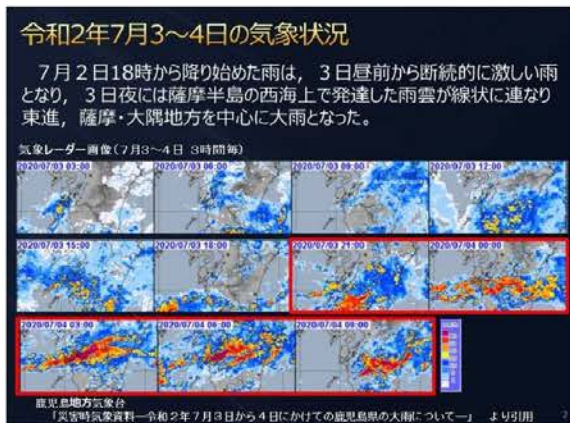 令和2年7月3～4日の気象状況
７月２日18時から降り始めた雨は，３日昼前から断続的に激しい雨
となり，３日夜には薩摩半島の西海上で発達した雨雲が線状に連なり
東進，薩摩・大隅地方を中心に大雨となった。
気象レーダー画像(７月3～4日 3時間毎)
2020/07/03 03:00
2020/07/03 06:00
2020/07/03 09:00
2020/07/03 12:00
2020/07/03 15:00
2020/07/03 18:00
2020/07/03 21:00
2020/07/04 00:00
2020/07/04 03:00
2020/07/04 06:00
2020/07/04 09:00
鹿児島地方気象台
「災害時気象資料―令和２年７月３日から４日にかけての鹿児島県の大雨について―」　より引用
2